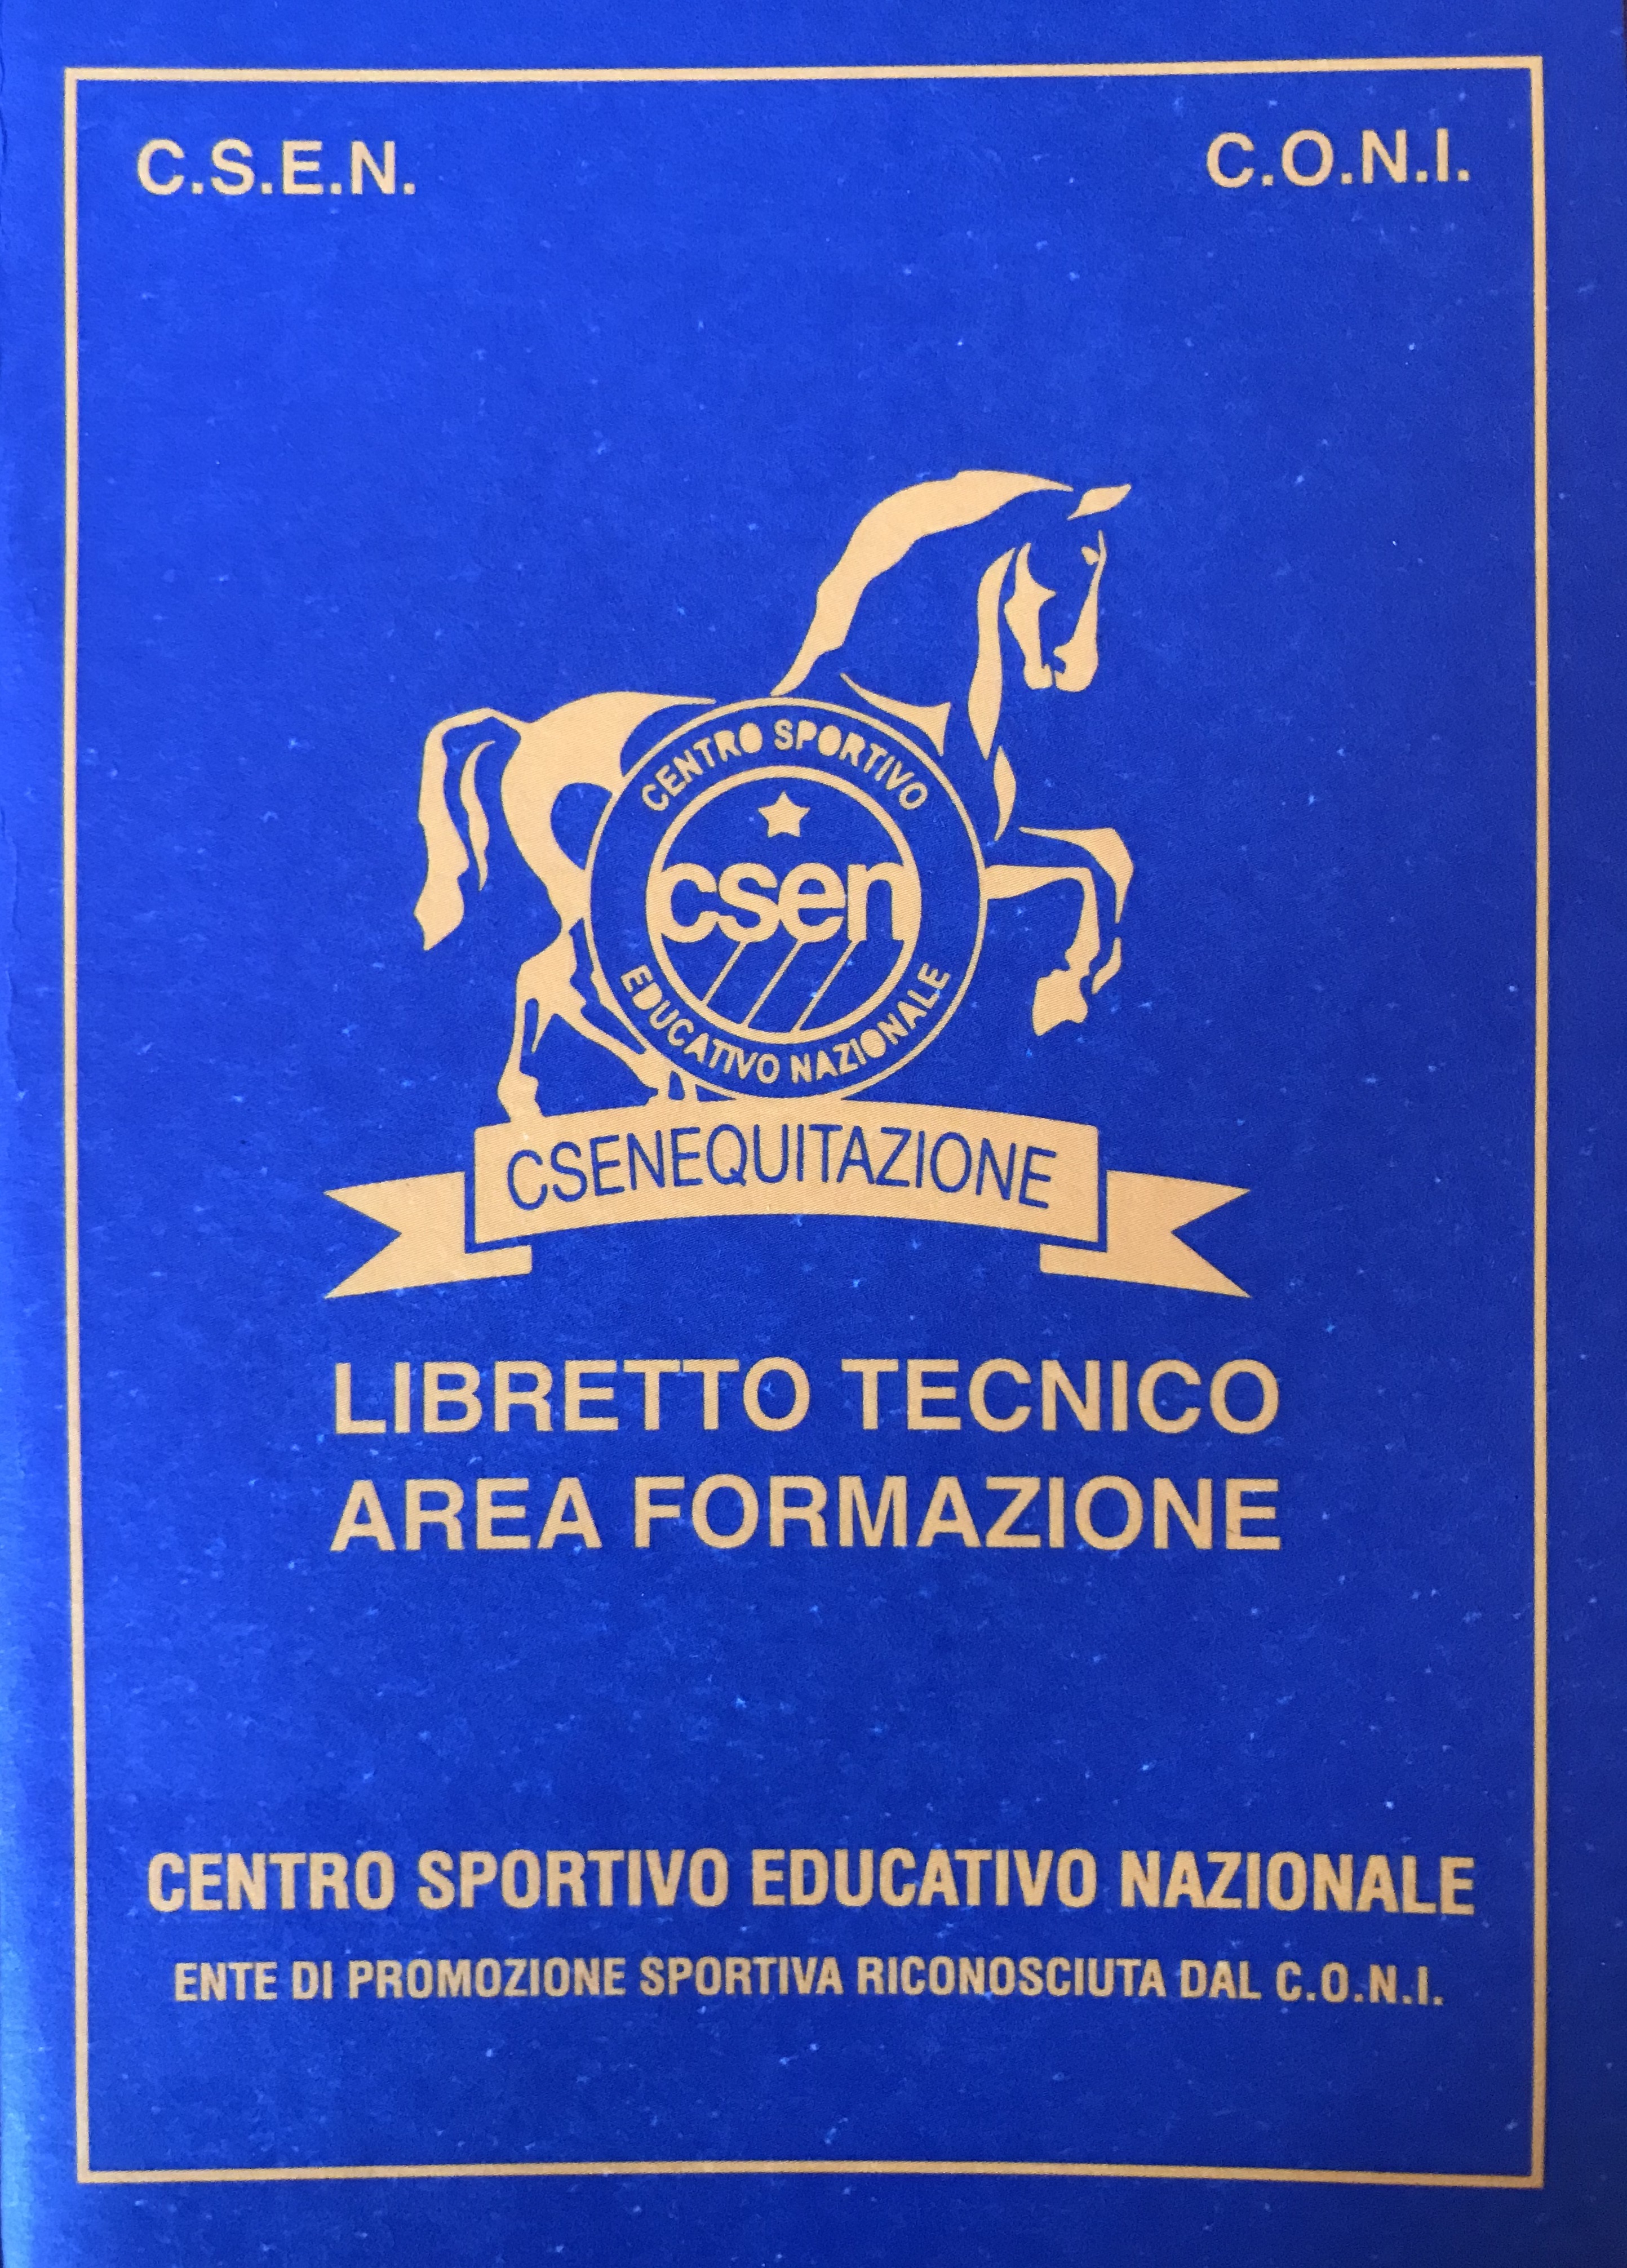 C.S.E.N.
C.O.N.I.
CENTRO SPORTIVO
csen
EDUCATIVO NAZIONALE
CSENEQUITAZIONE
LIBRETTO TECNICO
AREA FORMAZIONE
CENTRO SPORTIVO EDUCATIVO NAZIONALE
ENTE DI PROMOZIONE SPORTIVA RICONOSCIUTA DAL C.O.N.I.